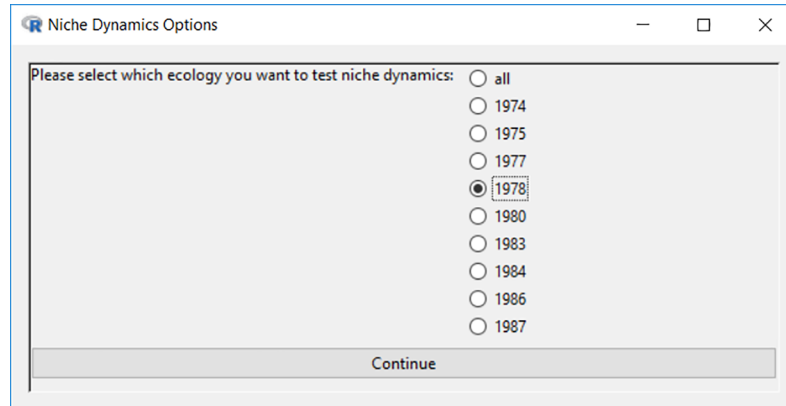 Niche Dynamics Options
Please select which ecology you want to test niche dynamics:
all
1974
1975
1977
1978
1980
1983
1984
1986
1987
Continue